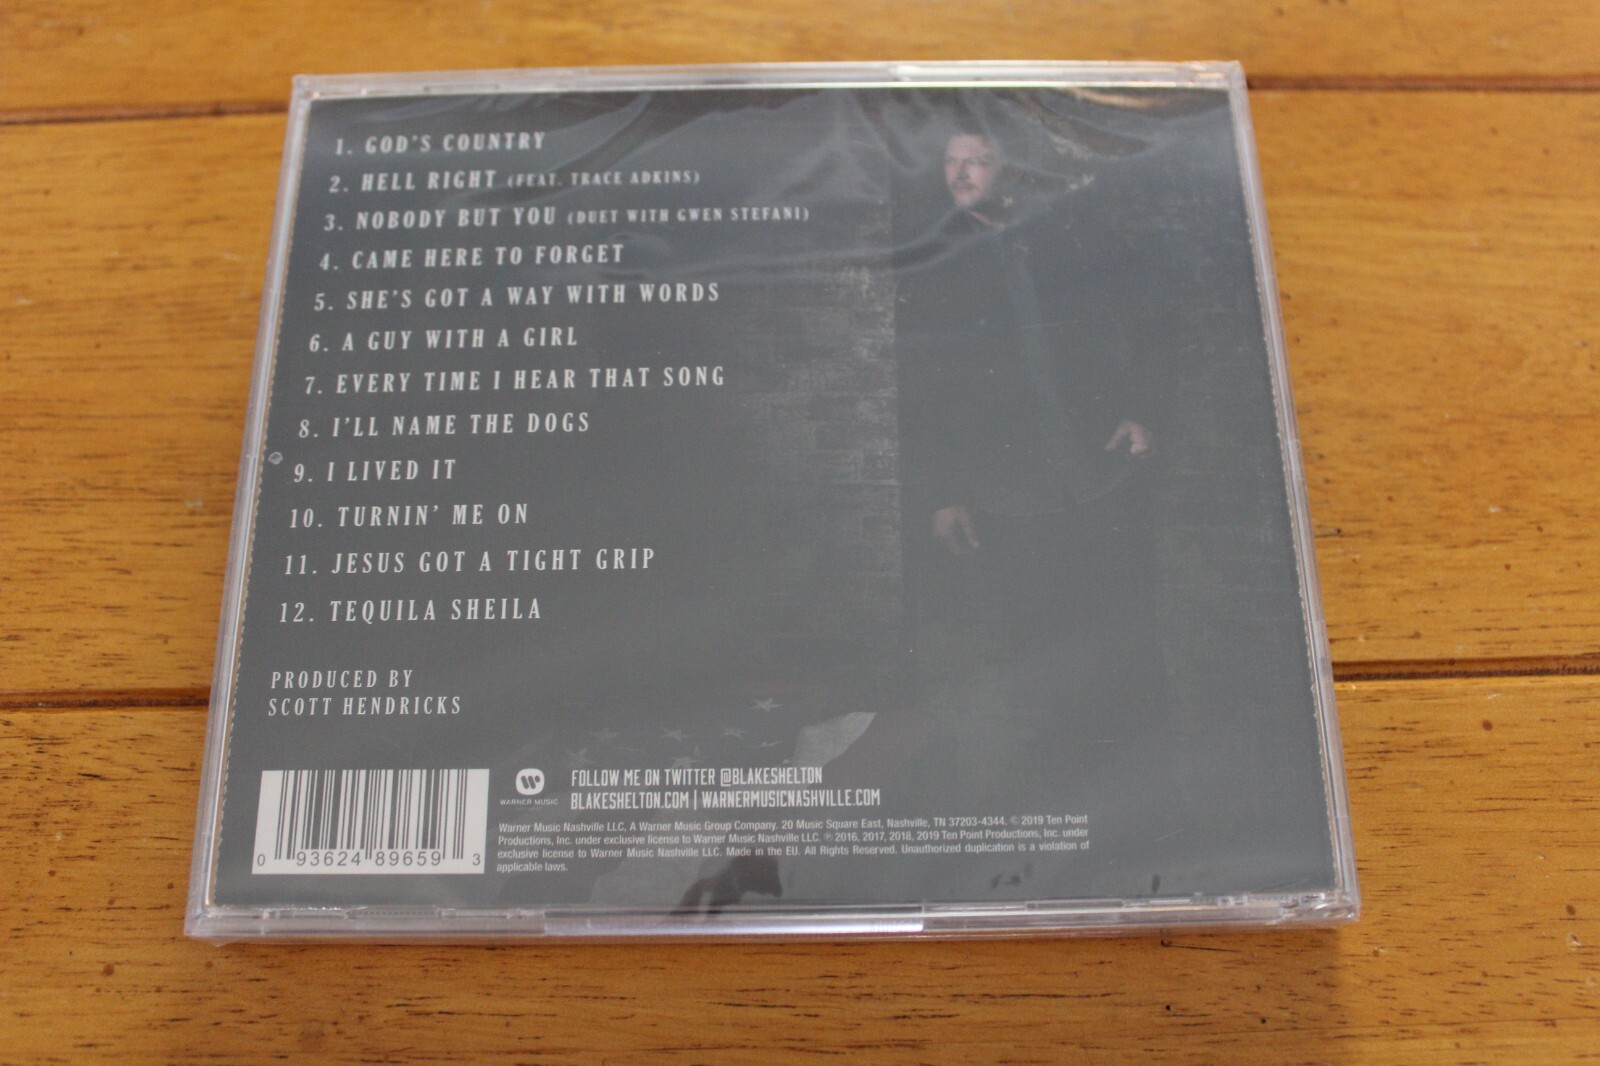 1. GOD'S COUNTRY
2. HELL RIGHT (FEAT. TRACE ADKINS)
3. NOBODY BUT YOU (DUET WITH GWEN STEFANI)
4. CAME HERE TO FORGET
5. SHE'S GOT A WAY WITH WORDS
6. A GUY WITH A GIRL
7. EVERY TIME I HEAR THAT SONG
8. I'LL NAME THE DOGS
9. I LIVED IT
10. TURNIN' ME ON
11. JESUS GOT A TIGHT GRIP
12. TEQUILA SHEILA
PRODUCED BY
SCOTT HENDRICKS
0 93624 89659 3
WARNER MUSIC
FOLLOW ME ON TWITTER @BLAKESHELTON
BLAKESHELTON.COM | WARNERMUSICNASHVILLE.COM
Warner Music Nashville LLC, A Warner Music Group Company. 20 Music Square East, Nashville, TN 37203-4344. © 2019 Ten Point
Productions, Inc. under exclusive license to Warner Music Nashville LLC. ℗ 2016, 2017, 2018, 2019 Ten Point Productions, Inc. under
exclusive license to Warner Music Nashville LLC. Made in the EU. All Rights Reserved. Unauthorized duplication is a violation of
applicable laws.